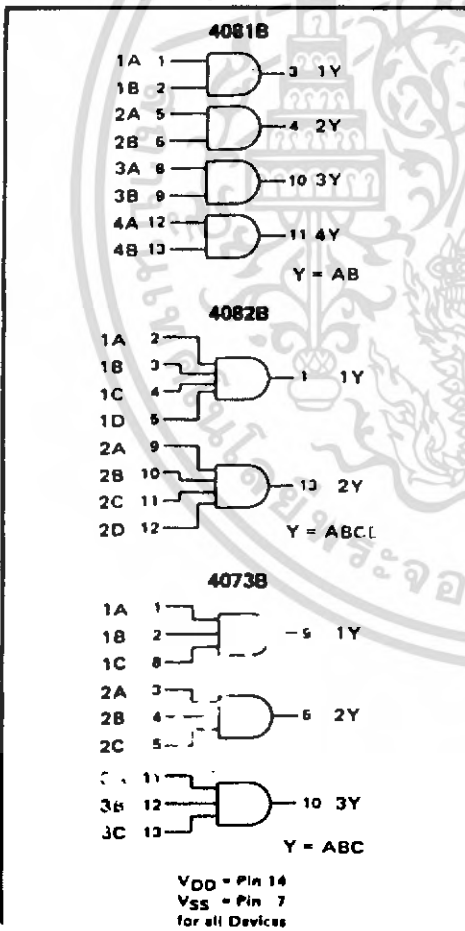 4081B
1A 1
3 1Y
1B 2
2A 5
4 2Y
2B 6
3A 8
10 3Y
3B 9
4A 12
11 4Y
4B 13
Y = AB
4082B
1A 2
1B 3
1 1Y
1C 4
1D 5
2A 9
2B 10
13 2Y
2C 11
2D 12
Y = ABC
4073B
1A 1
1B 2
9 1Y
1C 8
2A 3
2B 4
6 2Y
2C 5
11
3B 12
10 3Y
3C 13
Y = ABC
VDD = Pin 14
VSS = Pin 7
for all Devices